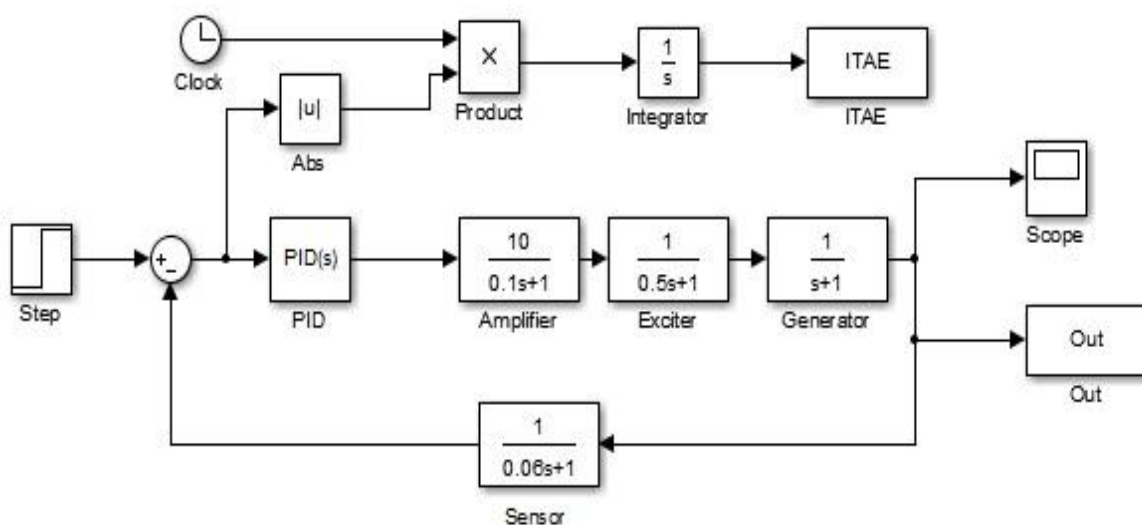 Clock
|u|
Abs
X
Product
1
s
Integrator
ITAE
ITAE
Scope
Step
+
−
PID(s)
PID
10
0.1s+1
Amplifier
1
0.5s+1
Exciter
1
s+1
Generator
Out
Out
1
0.06s+1
Sensor